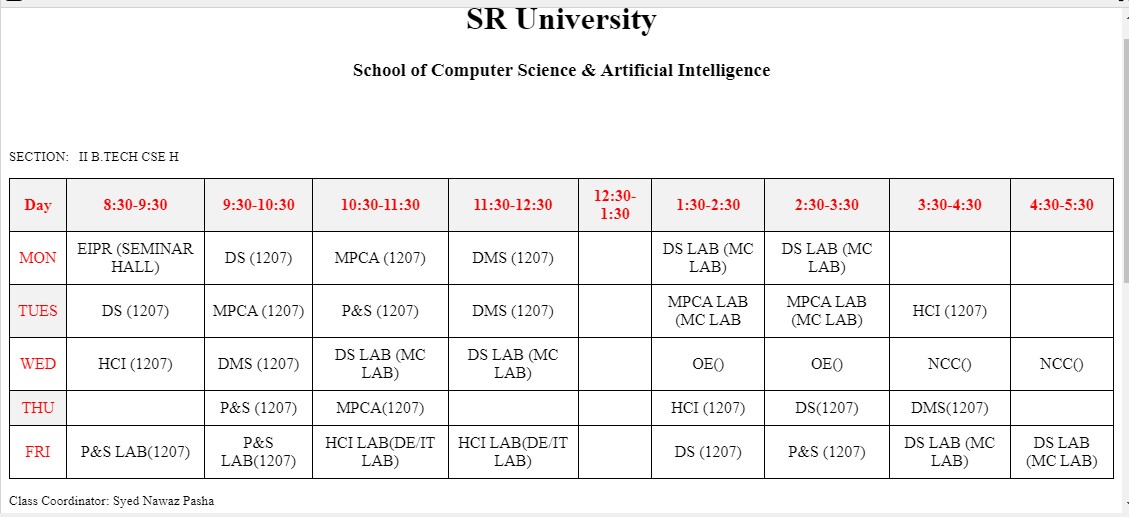 SR University
School of Computer Science & Artificial Intelligence
SECTION: II B.TECH CSE H
Day 8:30-9:30 9:30-10:30 10:30-11:30 11:30-12:30 12:30-1:30 1:30-2:30 2:30-3:30 3:30-4:30 4:30-5:30
MON EIPR (SEMINAR HALL) DS (1207) MPCA (1207) DMS (1207) DS LAB (MC LAB) DS LAB (MC LAB)
TUES DS (1207) MPCA (1207) P&S (1207) DMS (1207) MPCA LAB (MC LAB MPCA LAB (MC LAB) HCI (1207)
WED HCI (1207) DMS (1207) DS LAB (MC LAB) DS LAB (MC LAB) OE() OE() NCC() NCC()
THU P&S (1207) MPCA(1207) HCI (1207) DS(1207) DMS(1207)
FRI P&S LAB(1207) P&S LAB(1207) HCI LAB(DE/IT LAB) HCI LAB(DE/IT LAB) DS (1207) P&S (1207) DS LAB (MC LAB) DS LAB (MC LAB)
Class Coordinator: Syed Nawaz Pasha